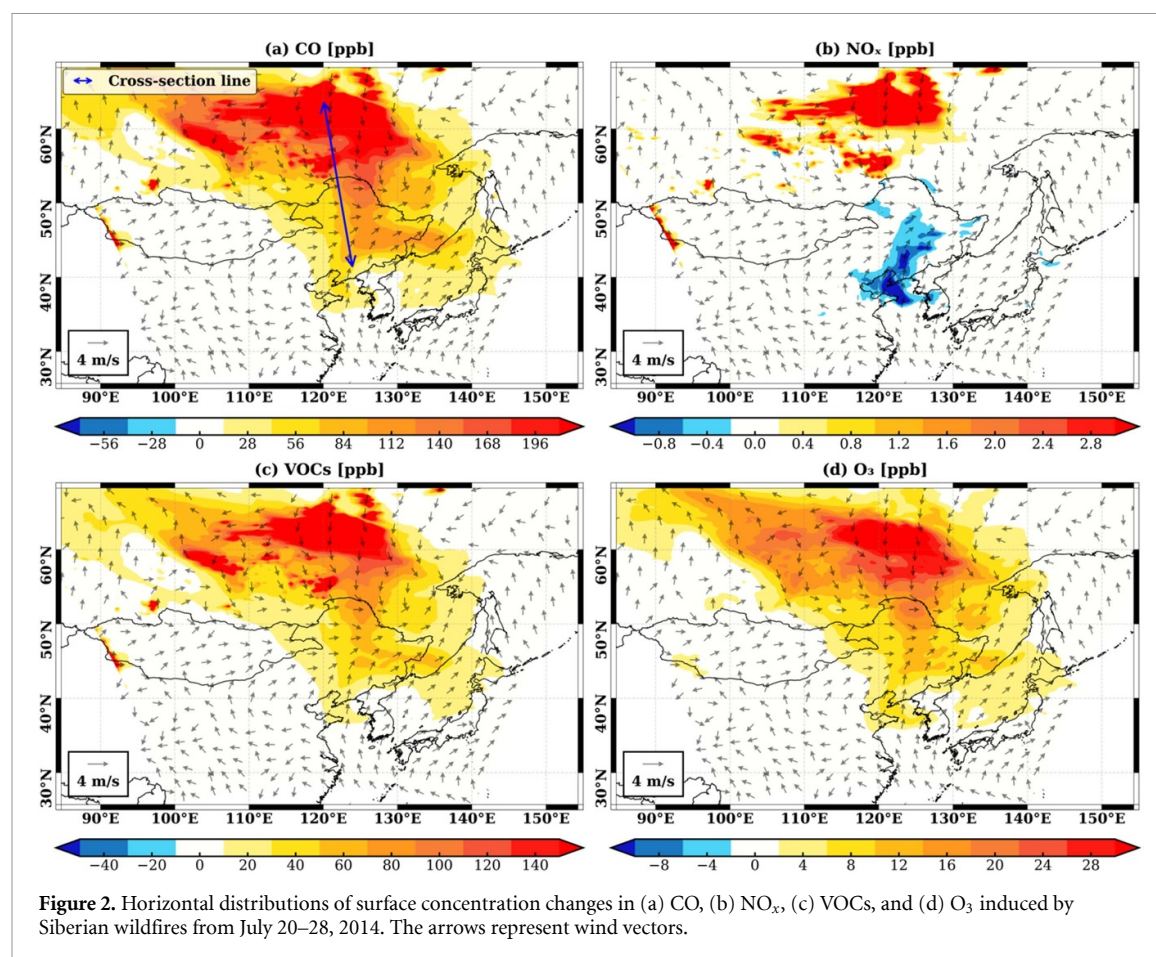 (a) CO [ppb]
Cross-section line
60°N
50°N
40°N
30°N
4 m/s
90°E 100°E 110°E 120°E 130°E 140°E 150°E
−56 −28 0 28 56 84 112 140 168 196
(b) NOₓ [ppb]
60°N
50°N
40°N
30°N
4 m/s
90°E 100°E 110°E 120°E 130°E 140°E 150°E
−0.8 −0.4 0.0 0.4 0.8 1.2 1.6 2.0 2.4 2.8
(c) VOCs [ppb]
60°N
50°N
40°N
30°N
4 m/s
90°E 100°E 110°E 120°E 130°E 140°E 150°E
−40 −20 0 20 40 60 80 100 120 140
(d) O₃ [ppb]
60°N
50°N
40°N
30°N
4 m/s
90°E 100°E 110°E 120°E 130°E 140°E 150°E
−8 −4 0 4 8 12 16 20 24 28
Figure 2. Horizontal distributions of surface concentration changes in (a) CO, (b) NOₓ, (c) VOCs, and (d) O₃ induced by
Siberian wildfires from July 20–28, 2014. The arrows represent wind vectors.